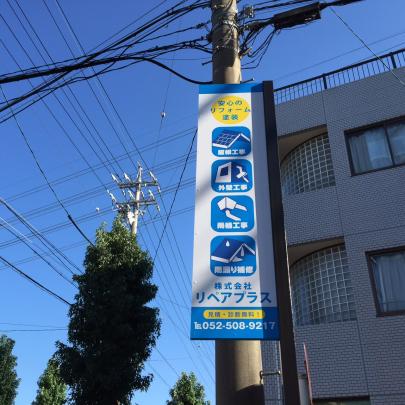 安心の
リフォーム
塗装
屋根工事
外壁工事
雨樋工事
雨漏り補修
株式会社
リペアプラス
見積・診断無料！
℡052-508-9217